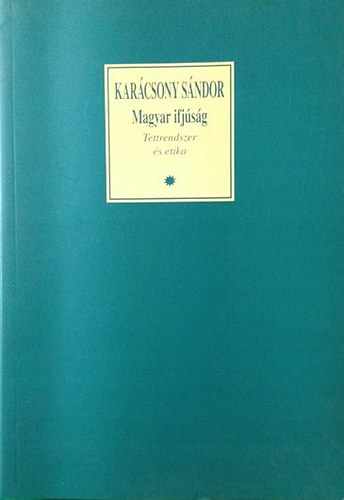 KARÁCSONY SÁNDOR
Magyar ifjúság
Tettrendszer
és etika